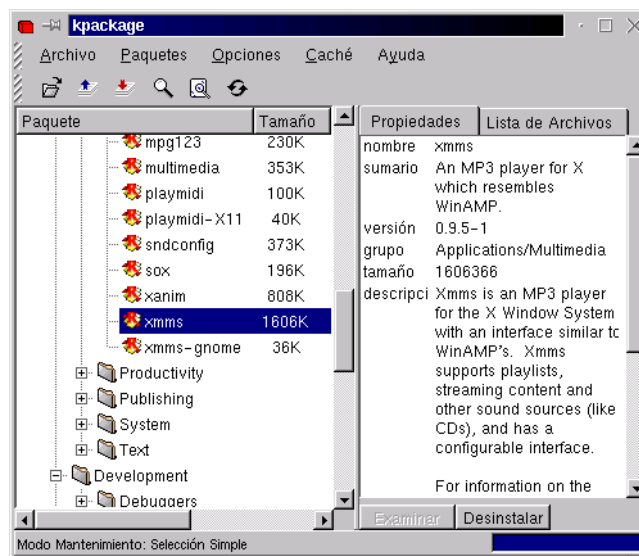 kpackage
Archivo Paquetes Opciones Caché Ayuda
Paquete Tamaño
mpg123 230K
multimedia 353K
playmidi 100K
playmidi-X11 40K
sndconfig 373K
sox 196K
xanim 808K
xmms 1606K
xmms-gnome 36K
Productivity
Publishing
System
Text
Development
Debuggers
Propiedades Lista de Archivos
nombre xmms
sumario An MP3 player for X
which resembles
WinAMP.
versión 0.9.5-1
grupo Applications/Multimedia
tamaño 1606366
descripci Xmms is an MP3 player
for the X Window System
with an interface similar to
WinAMP's. Xmms
supports playlists,
streaming content and
other sound sources (like
CDs), and has a
configurable interface.
For information on the
Examinar Desinstalar
Modo Mantenimiento: Selección Simple